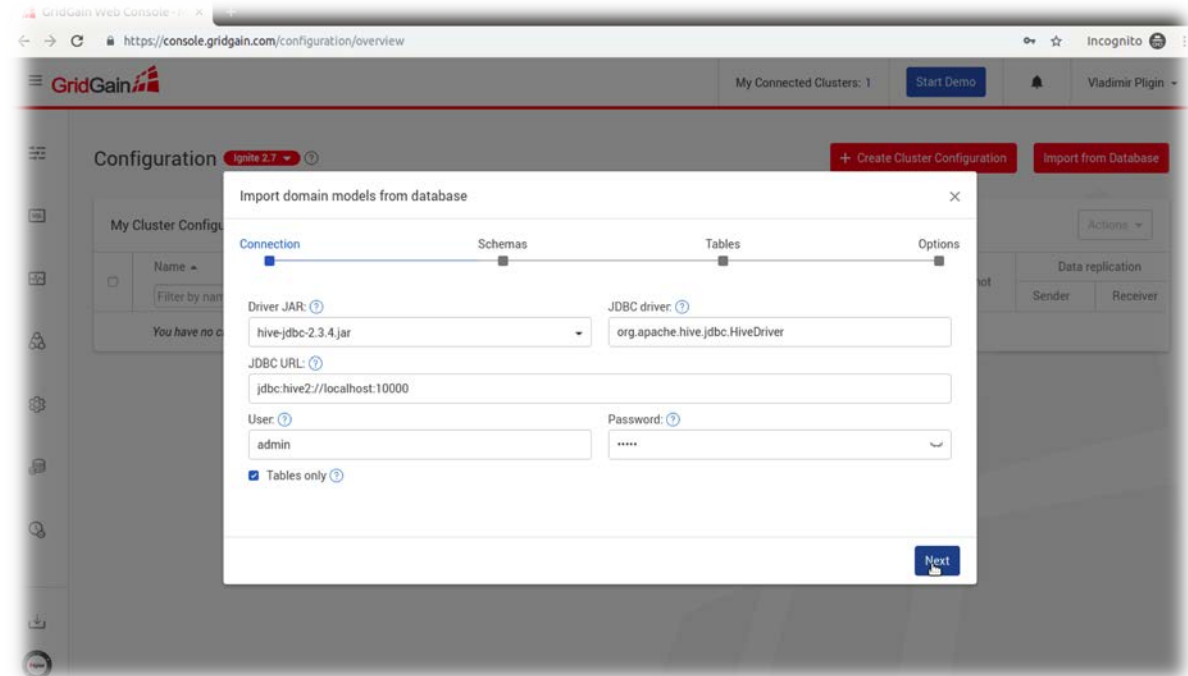 GridGain Web Console
https://console.gridgain.com/configuration/overview
Incognito
GridGain
My Connected Clusters: 1
Start Demo
Vladimir Pligin
Configuration
Ignite 2.7
+ Create Cluster Configuration
Import from Database
Import domain models from database
My Cluster Configu
Actions
Connection
Schemas
Tables
Options
Name
Data replication
Filter by nam
Sender
Receiver
You have no c
Driver JAR:
JDBC driver:
hive-jdbc-2.3.4.jar
org.apache.hive.jdbc.HiveDriver
JDBC URL:
jdbc:hive2://localhost:10000
User:
Password:
admin
•••••
Tables only
Next